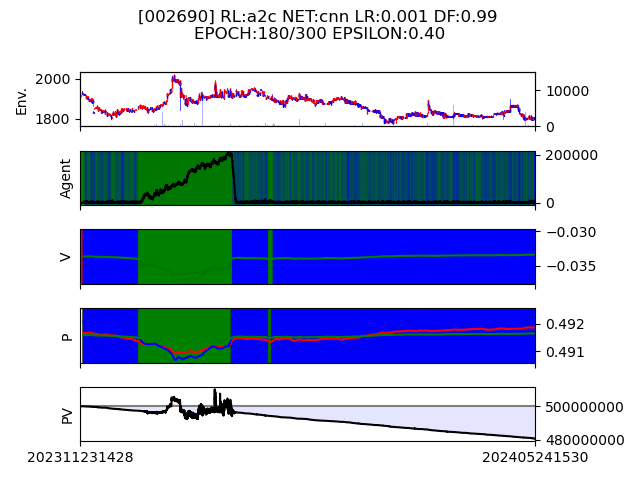 [002690] RL:a2c NET:cnn LR:0.001 DF:0.99
EPOCH:180/300 EPSILON:0.40
Env.
2000
1800
10000
0
Agent
200000
0
V
−0.030
−0.035
P
0.492
0.491
PV
500000000
480000000
202311231428
202405241530